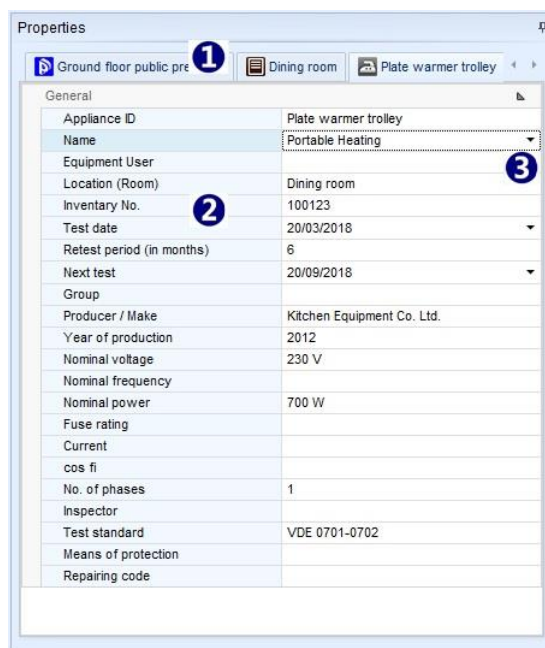 Properties
1
Ground floor public pre
Dining room
Plate warmer trolley
General
Appliance ID Plate warmer trolley
Name Portable Heating
3
Equipment User
Location (Room) Dining room
Inventary No. 100123
2
Test date 20/03/2018
Retest period (in months) 6
Next test 20/09/2018
Group
Producer / Make Kitchen Equipment Co. Ltd.
Year of production 2012
Nominal voltage 230 V
Nominal frequency
Nominal power 700 W
Fuse rating
Current
cos fi
No. of phases 1
Inspector
Test standard VDE 0701-0702
Means of protection
Repairing code